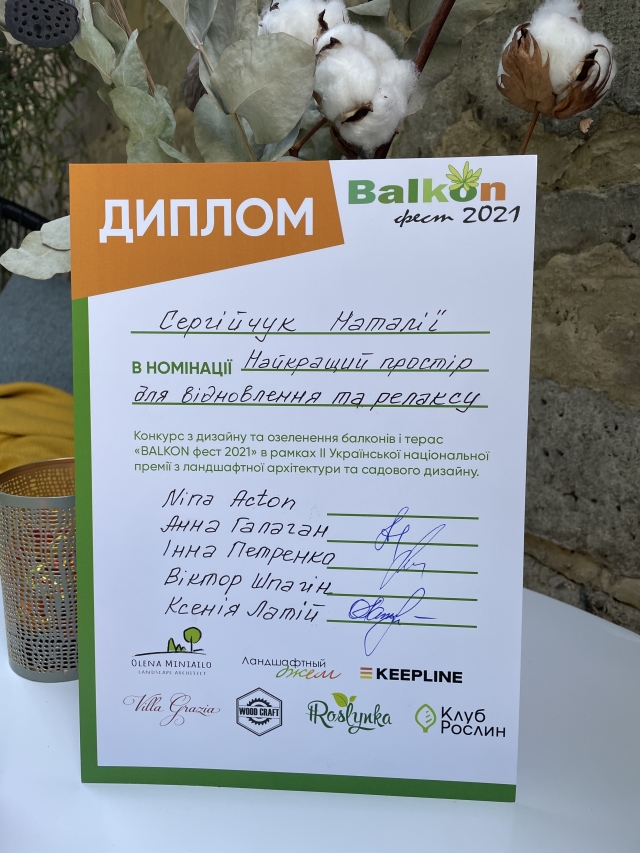 ДИПЛОМ
Balkon
фест 2021
Сергійчук Наталії
В НОМІНАЦІЇ Найкращий простір
для відновлення та релаксу
Конкурс з дизайну та озеленення балконів і терас
«BALKON фест 2021» в рамках ІІ Української національної
премії з ландшафтної архітектури та садового дизайну.
Nina Acton
Анна Галаган
Інна Петренко
Віктор Шпагін
Ксенія Латій
OLENA MINIAILO
LANDSCAPE ARCHITECT
Ландшафтный
джем
KEEPLINE
Villa Grazia
WOOD CRAFT
Roslynka
Клуб
Рослин